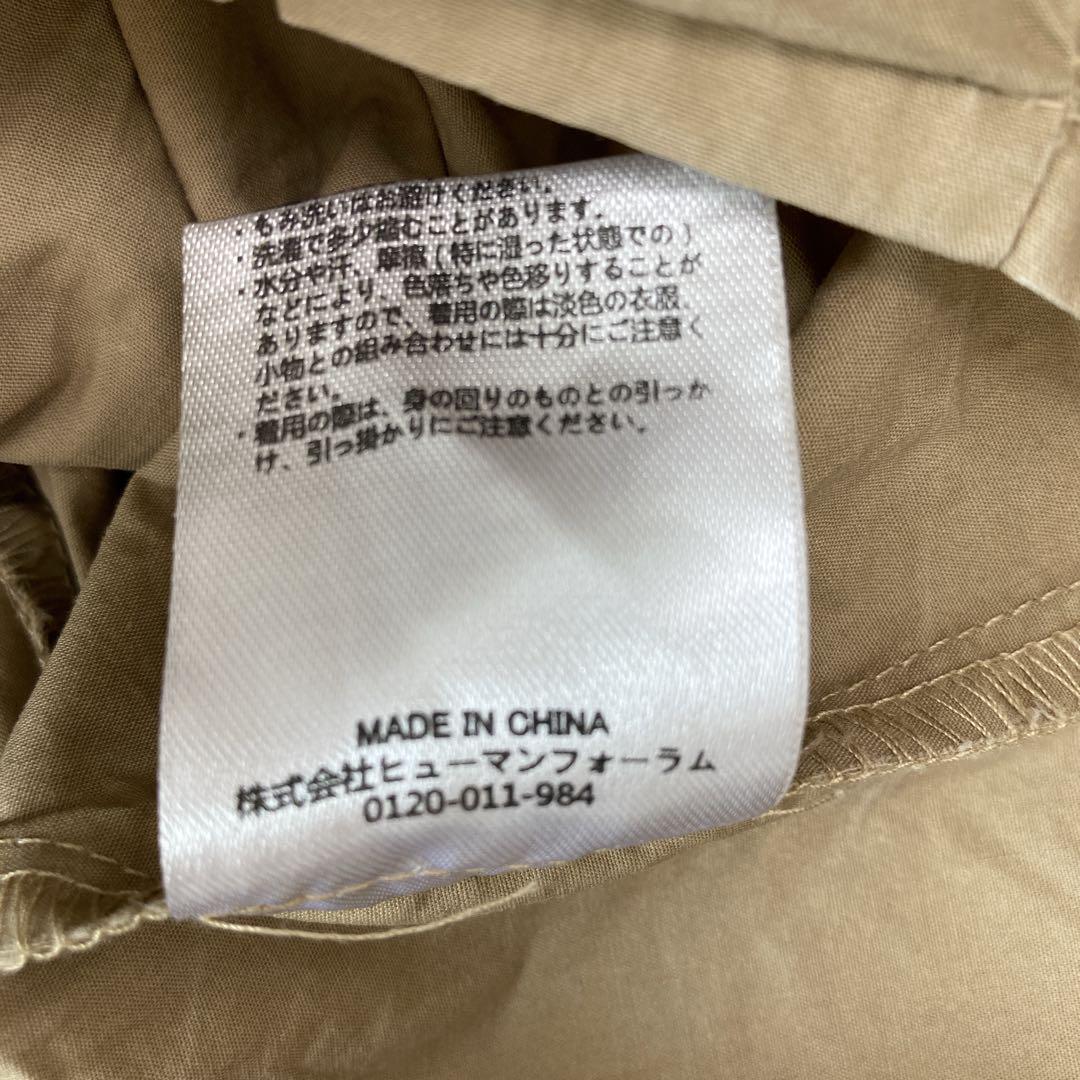 ・もみ洗いはお避けください。
・洗濯で多少縮むことがあります。
・水分や汗、摩擦(特に湿った状態での)
などにより、色落ちや色移りすることが
ありますので、着用の際は淡色の衣服、
小物との組み合わせには十分にご注意く
ださい。
・着用の際は、身の回りのものとの引っか
け、引っ掛かりにご注意ください。
MADE IN CHINA
株式会社ヒューマンフォーラム
0120-011-984